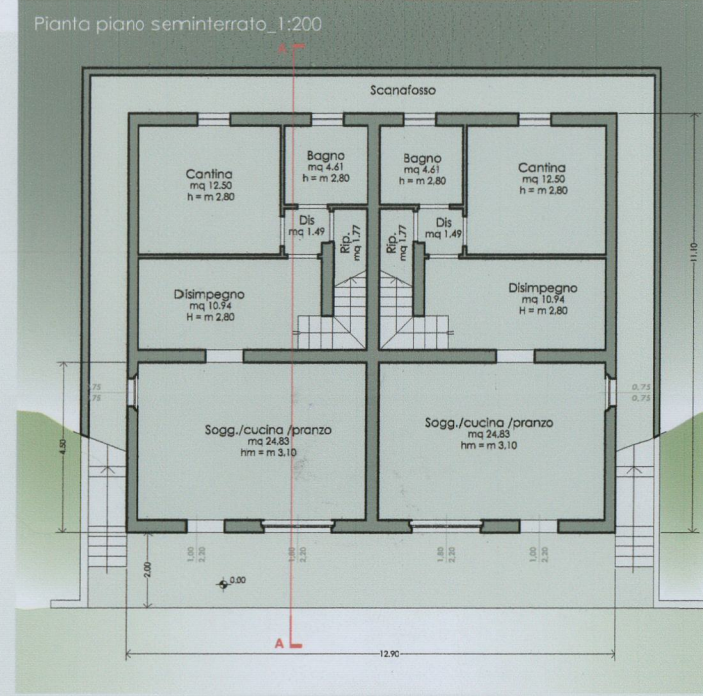 Pianta piano seminterrato_1:200
A
Scanafosso
Cantina
mq 12.50
h = m 2,80
Bagno
mq 4.61
h = m 2,80
Bagno
mq 4.61
h = m 2,80
Cantina
mq 12.50
h = m 2,80
Dis
mq 1.49
Rip.
mq 1.77
Rip.
mq 1.77
Dis
mq 1.49
11.10
Disimpegno
mq 10.94
H = m 2,80
Disimpegno
mq 10.94
H = m 2,80
0,75
0,75
4.50
Sogg./cucina /pranzo
mq 24,83
hm = m 3,10
Sogg./cucina /pranzo
mq 24,83
hm = m 3,10
1,00
2,20
1,80
2,20
1,80
2,20
1,00
2,20
2,00
0.00
A
12.90